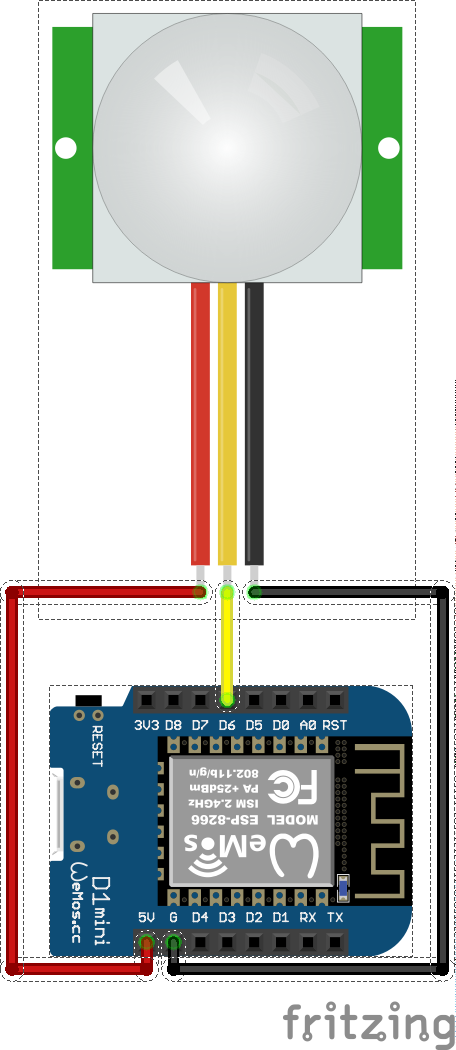 3V3 D8 D7 D6 D5 D0 A0 RST
RESET
802.11b/g/n
PA +25dBm
ISM 2.4GHz
MODEL ESP-8266
FC
WeMos
D1 mini
WeMos.cc
5V G D4 D3 D2 D1 RX TX
fritzing